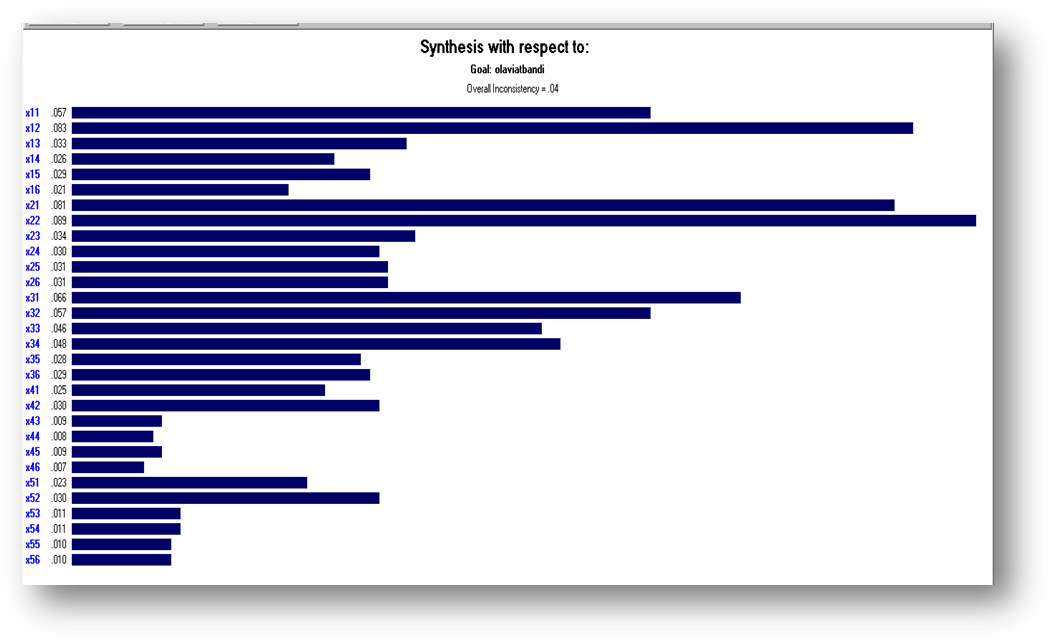 Synthesis with respect to:
Goal: olaviatbandi
Overall Inconsistency = .04
x11 .057
x12 .083
x13 .033
x14 .026
x15 .029
x16 .021
x21 .081
x22 .089
x23 .034
x24 .030
x25 .031
x26 .031
x31 .066
x32 .057
x33 .046
x34 .048
x35 .028
x36 .029
x41 .025
x42 .030
x43 .009
x44 .008
x45 .009
x46 .007
x51 .023
x52 .030
x53 .011
x54 .011
x55 .010
x56 .010